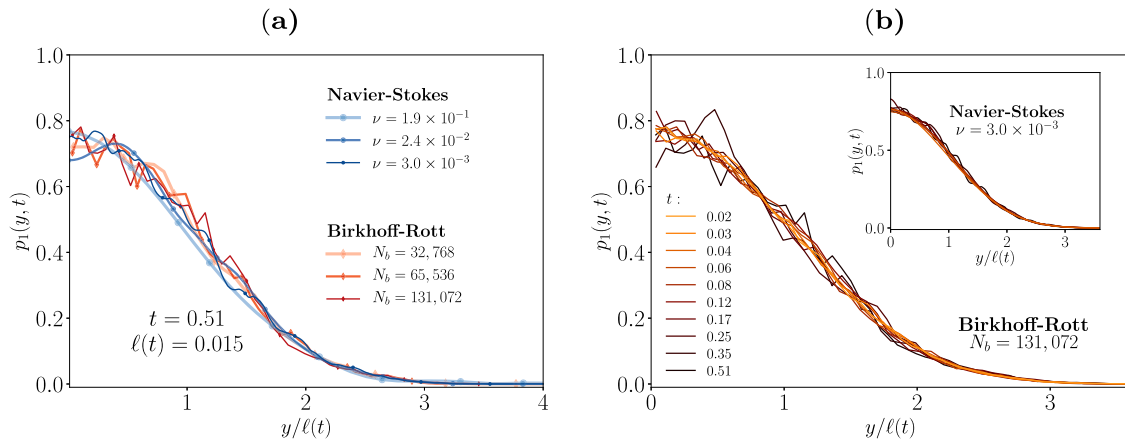 (a)
1.0
0.8
0.6
0.4
0.2
0.0
p₁(y, t)
1
2
3
4
y/ℓ(t)
Navier-Stokes
ν = 1.9 × 10⁻¹
ν = 2.4 × 10⁻²
ν = 3.0 × 10⁻³
Birkhoff-Rott
N_b = 32,768
N_b = 65,536
N_b = 131,072
t = 0.51
ℓ(t) = 0.015
(b)
1.0
0.8
0.6
0.4
0.2
0.0
p₁(y, t)
0
1
2
3
y/ℓ(t)
t :
0.02
0.03
0.04
0.06
0.08
0.12
0.17
0.25
0.35
0.51
Birkhoff-Rott
N_b = 131,072
1.0
0.5
0.0
p₁(y, t)
0
1
2
3
y/ℓ(t)
Navier-Stokes
ν = 3.0 × 10⁻³